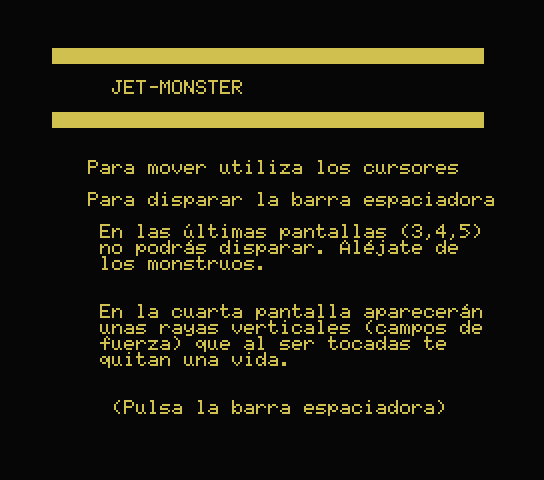 JET-MONSTER
Para mover utiliza los cursores
Para disparar la barra espaciadora
En las últimas pantallas (3,4,5)
no podrás disparar. Aléjate de
los monstruos.
En la cuarta pantalla aparecerán
unas rayas verticales (campos de
fuerza) que al ser tocadas te
quitan una vida.
(Pulsa la barra espaciadora)